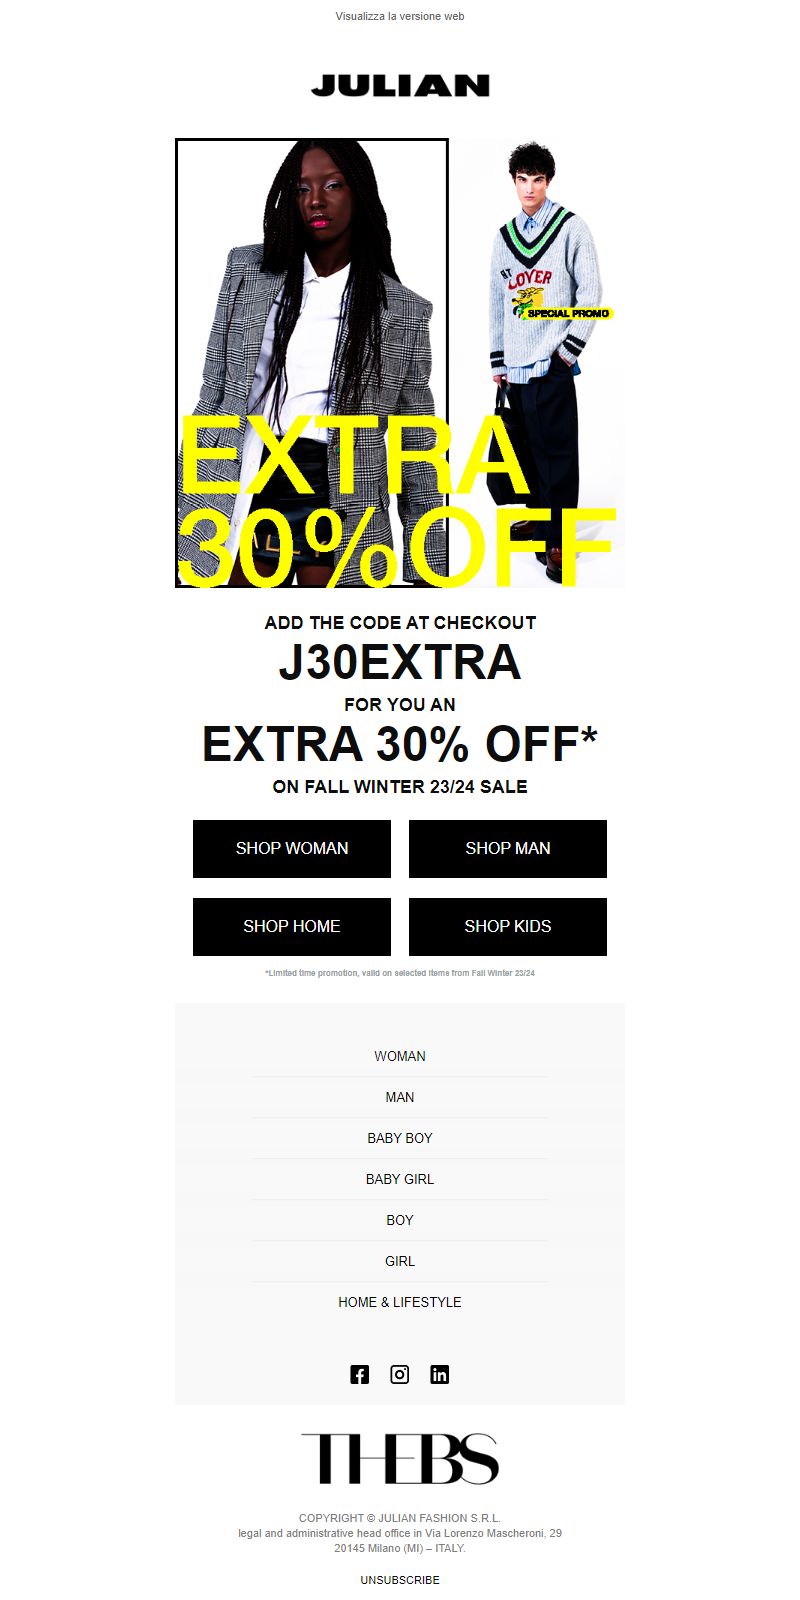 Visualizza la versione web
JULIAN
LOVER
SPECIAL PROMO
EXTRA
30%OFF
ADD THE CODE AT CHECKOUT
J30EXTRA
FOR YOU AN
EXTRA 30% OFF*
ON FALL WINTER 23/24 SALE
SHOP WOMAN
SHOP MAN
SHOP HOME
SHOP KIDS
*Limited time promotion, valid on selected items from Fall Winter 23/24
WOMAN
MAN
BABY BOY
BABY GIRL
BOY
GIRL
HOME & LIFESTYLE
THEBS
COPYRIGHT © JULIAN FASHION S.R.L.
legal and administrative head office in Via Lorenzo Mascheroni, 29
20145 Milano (MI) – ITALY.
UNSUBSCRIBE